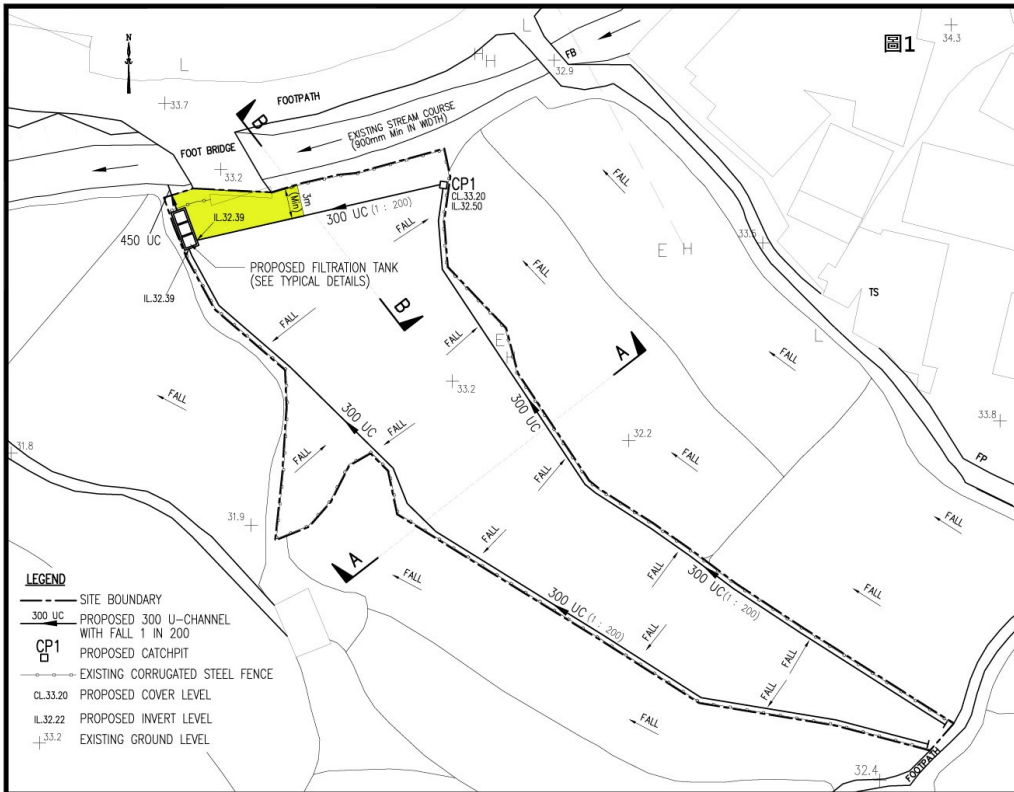 圖1
N
L
L
H
H
34.3
FB
32.9
33.7
FOOTPATH
B
EXISTING STREAM COURSE
(900mm Min IN WIDTH)
FOOT BRIDGE
33.2
FALL
3m
(Min)
CP1
CL.33.20
IL.32.50
300 UC (1 : 200)
IL.32.39
FALL
450 UC
PROPOSED FILTRATION TANK
(SEE TYPICAL DETAILS)
E H
33.5
FALL
IL.32.39
TS
B
FALL
FALL
E
H
A
L
FALL
33.2
FALL
300 UC
300 UC
33.8
31.8
FALL
32.2
FALL
FALL
FALL
FP
31.9
FALL
FALL
FALL
FALL
A
FALL
FALL
300 UC (1 : 200)
FALL
LEGEND
SITE BOUNDARY
300 UC
PROPOSED 300 U-CHANNEL
WITH FALL 1 IN 200
CP1
PROPOSED CATCHPIT
EXISTING CORRUGATED STEEL FENCE
CL.33.20 PROPOSED COVER LEVEL
IL.32.22 PROPOSED INVERT LEVEL
33.2 EXISTING GROUND LEVEL
300 UC (1 : 200)
FALL
FALL
FALL
FALL
FOOTPATH
32.4